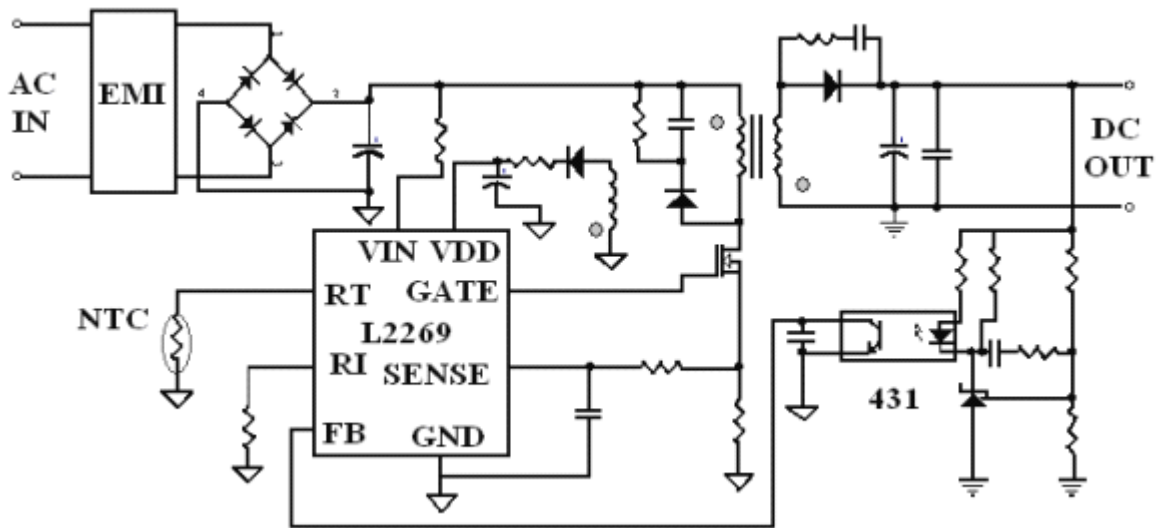 AC
IN
EMI
DC
OUT
VIN VDD
RT
GATE
NTC
L2269
RI
SENSE
431
FB
GND